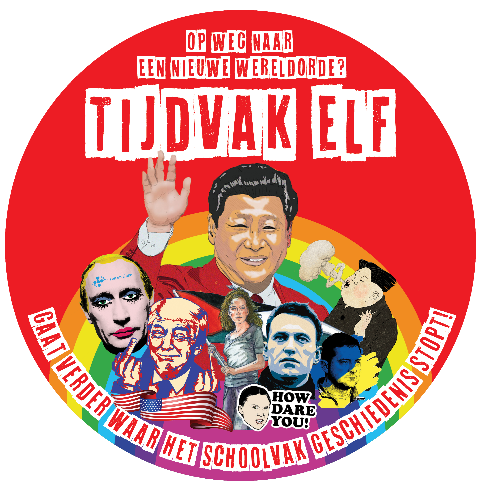 OP WEG NAAR
EEN NIEUWE WERELDORDE?
TIJDVAK ELF
HOW
DARE
YOU!
GAAT VERDER WAAR HET SCHOOLVAK GESCHIEDENIS STOPT!